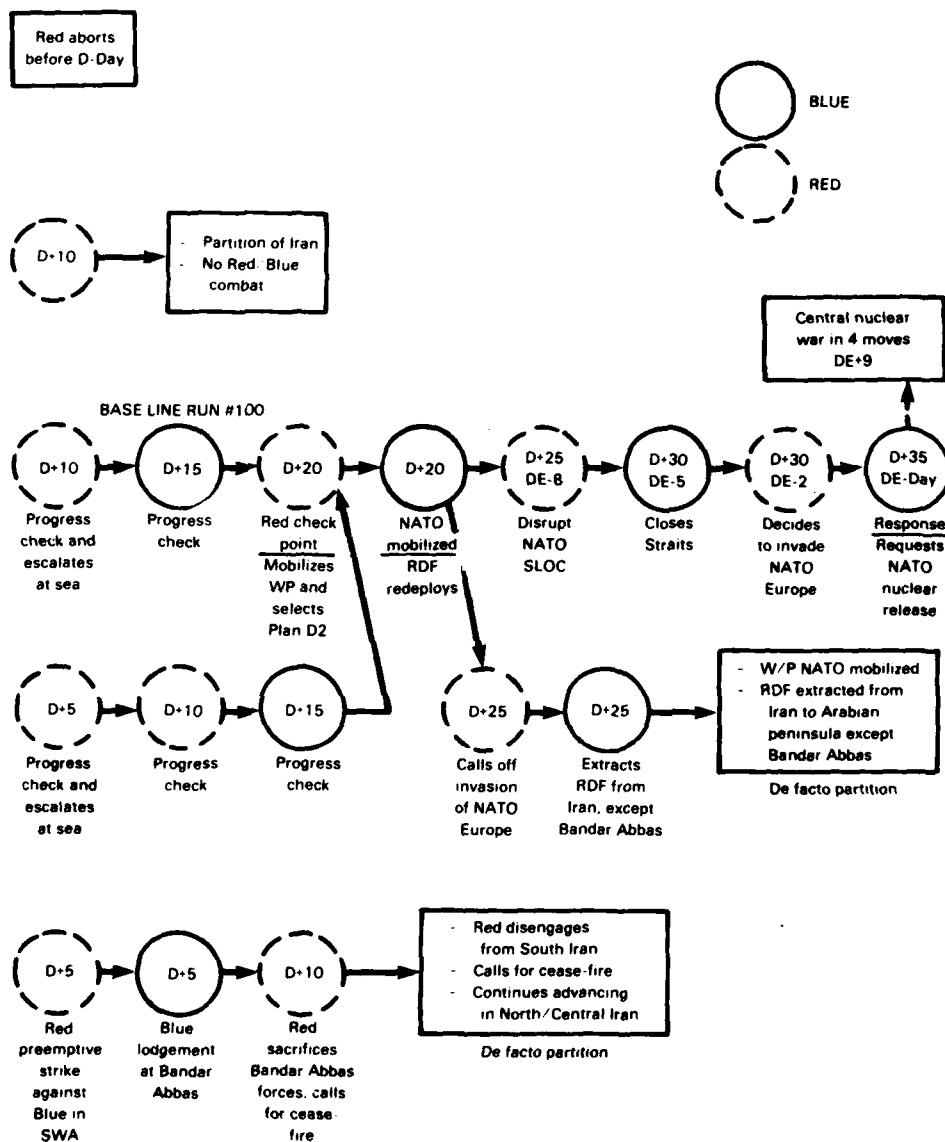 Red aborts
before D-Day
BLUE
RED
D+10
- Partition of Iran
- No Red. Blue
combat
Central nuclear
war in 4 moves
DE+9
BASE LINE RUN #100
D+10
Progress
check and
escalates
at sea
D+15
Progress
check
D+20
Red check
point
Mobilizes
WP and
selects
Plan D2
D+20
NATO
mobilized
RDF
redeploys
D+25
DE-8
Disrupt
NATO
SLOC
D+30
DE-5
Closes
Straits
D+30
DE-2
Decides
to invade
NATO
Europe
D+35
DE-Day
Response
Requests
NATO
nuclear
release
D+5
Progress
check and
escalates
at sea
D+10
Progress
check
D+15
Progress
check
D+25
Calls off
invasion
of NATO
Europe
D+25
Extracts
RDF from
Iran, except
Bandar Abbas
- W/P NATO mobilized
- RDF extracted from
Iran to Arabian
peninsula except
Bandar Abbas
De facto partition
D+5
Red
preemptive
strike
against
Blue in
SWA
D+5
Blue
lodgement
at Bandar
Abbas
D+10
Red
sacrifices
Bandar Abbas
forces, calls
for cease-
fire
- Red disengages
from South Iran
- Calls for cease-fire
- Continues advancing
in North/Central Iran
De facto partition